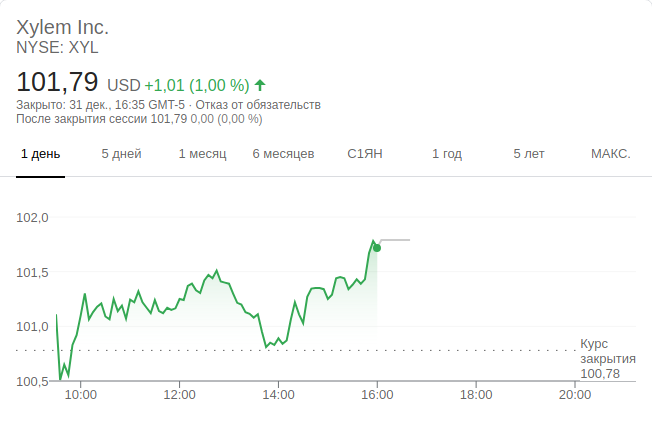 Xylem Inc.
NYSE: XYL
101,79 USD +1,01 (1,00 %)
Закрыто: 31 дек., 16:35 GMT-5 · Отказ от обязательств
После закрытия сессии 101,79 0,00 (0,00 %)
1 день 5 дней 1 месяц 6 месяцев С1ЯН 1 год 5 лет МАКС.
102,0
101,5
101,0
Курс
закрытия
100,78
100,5
10:00 12:00 14:00 16:00 18:00 20:00